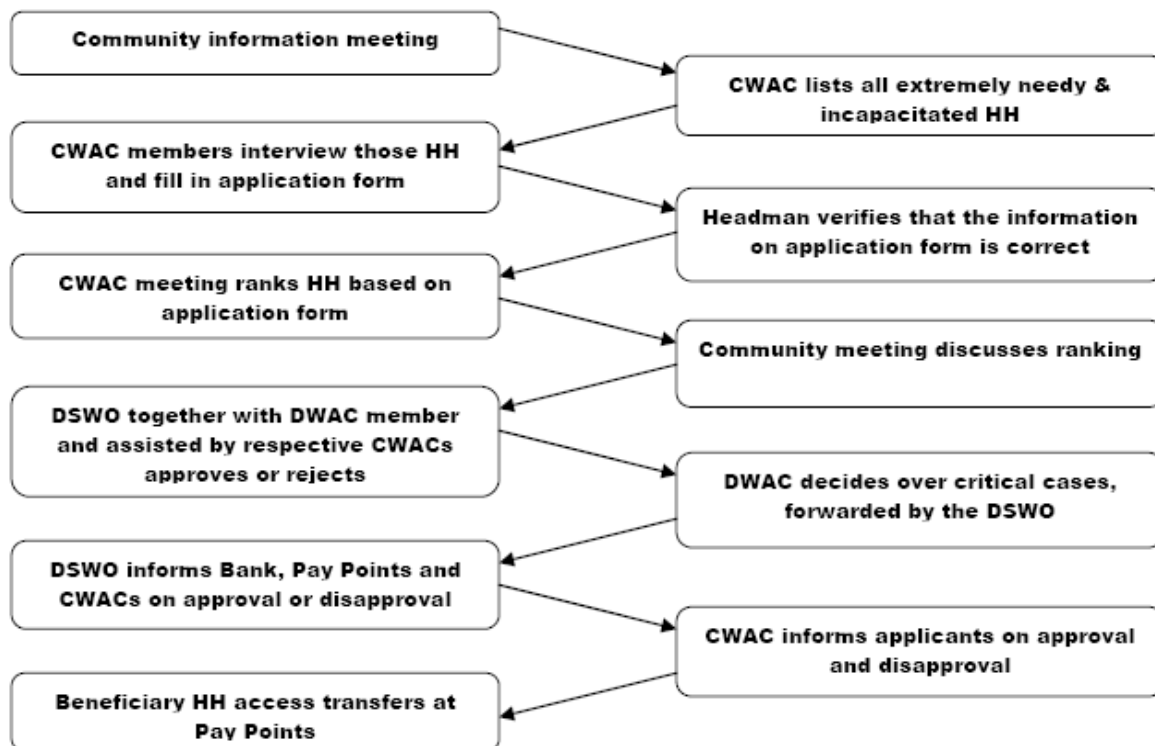 Community information meeting
CWAC lists all extremely needy &
incapacitated HH
CWAC members interview those HH
and fill in application form
Headman verifies that the information
on application form is correct
CWAC meeting ranks HH based on
application form
Community meeting discusses ranking
DSWO together with DWAC member
and assisted by respective CWACs
approves or rejects
DWAC decides over critical cases,
forwarded by the DSWO
DSWO informs Bank, Pay Points and
CWACs on approval or disapproval
CWAC informs applicants on approval
and disapproval
Beneficiary HH access transfers at
Pay Points